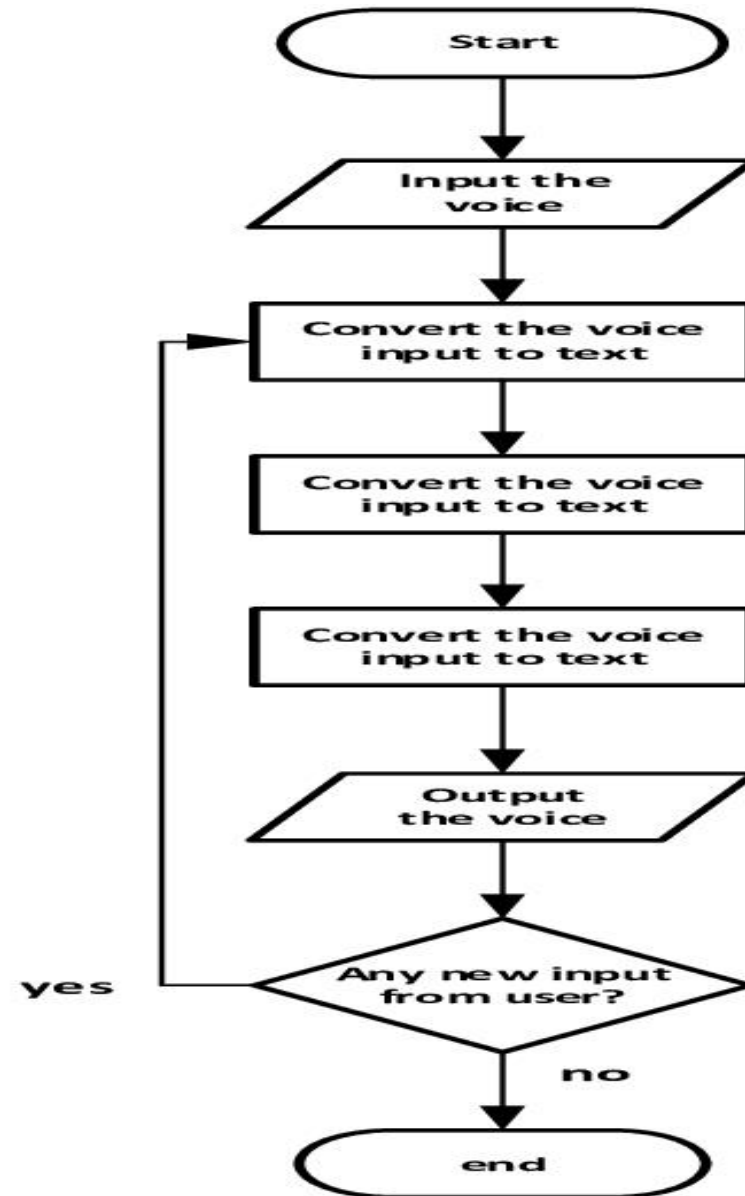 Start
Input the
voice
Convert the voice
input to text
Convert the voice
input to text
Convert the voice
input to text
Output
the voice
Any new input
from user?
yes
no
end